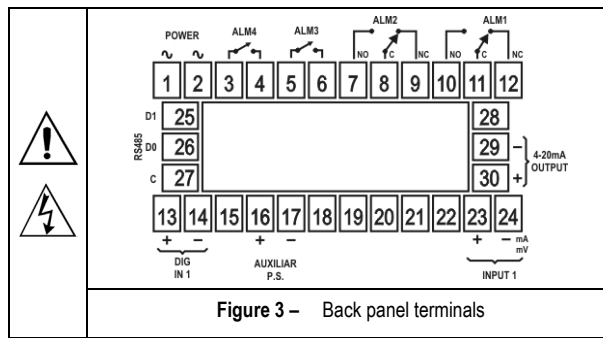 POWER ALM4 ALM3 ALM2 ALM1
NO C NC NO C NC
1 2 3 4 5 6 7 8 9 10 11 12
D1 25 28
RS485 D0 26 29 – 4-20mA
C 27 30 + OUTPUT
13 14 15 16 17 18 19 20 21 22 23 24
+ – + – + – mA
mV
DIG AUXILIAR INPUT 1
IN 1 P.S.
Figure 3 – Back panel terminals